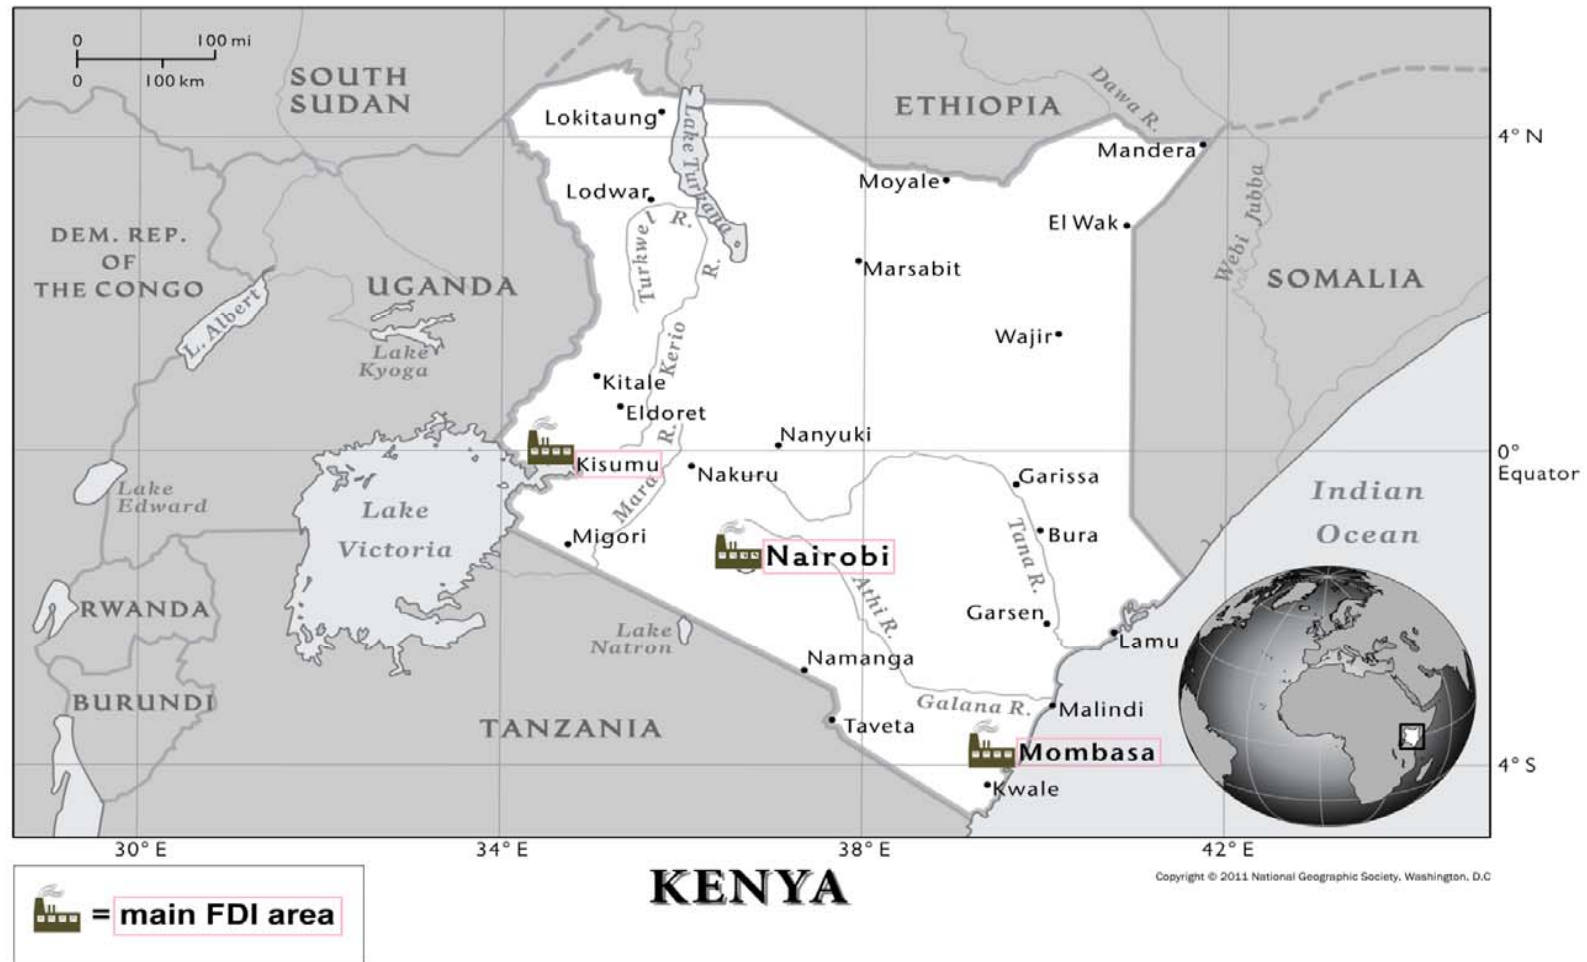 0 100 mi
0 100 km
SOUTH
SUDAN
ETHIOPIA
Dawa R.
4° N
Lokitaung
Lake Turkana
Mandera
Moyale
Lodwar
Turkwel R.
El Wak
Webi Jubba
DEM. REP.
OF
THE CONGO
UGANDA
Marsabit
SOMALIA
L. Albert
Lake
Kyoga
Kerio R.
Wajir
Kitale
Eldoret
Nanyuki
0°
Equator
Kisumu
Nakuru
Garissa
Lake
Edward
Mara R.
Indian
Ocean
Lake
Victoria
Migori
Nairobi
Tana R.
Bura
Athi R.
RWANDA
Garsen
Lake
Natron
Lamu
Namanga
BURUNDI
Galana R.
Malindi
TANZANIA
Taveta
Mombasa
4° S
Kwale
30° E 34° E 38° E 42° E
KENYA
Copyright © 2011 National Geographic Society, Washington, D.C
= main FDI area